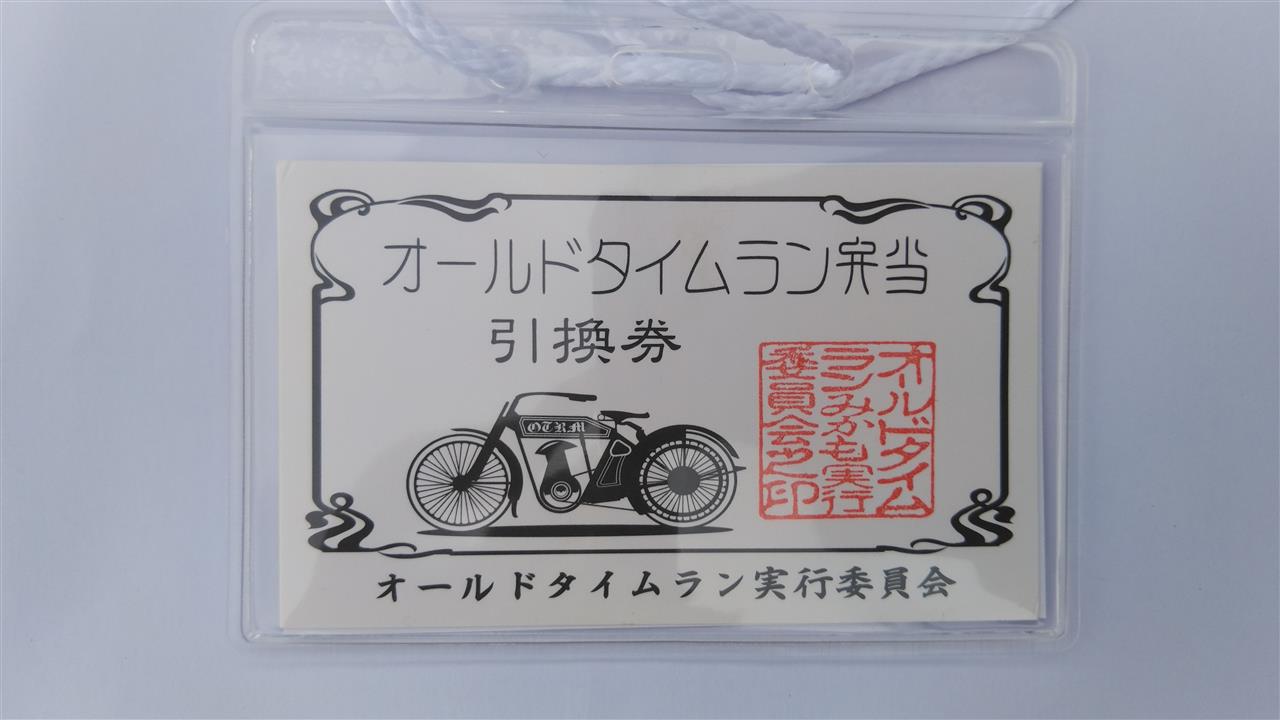 オールドタイムラン弁当
引換券
OTRM
オールドタイム
ランみかも実行
委員会之印
オールドタイムラン実行委員会